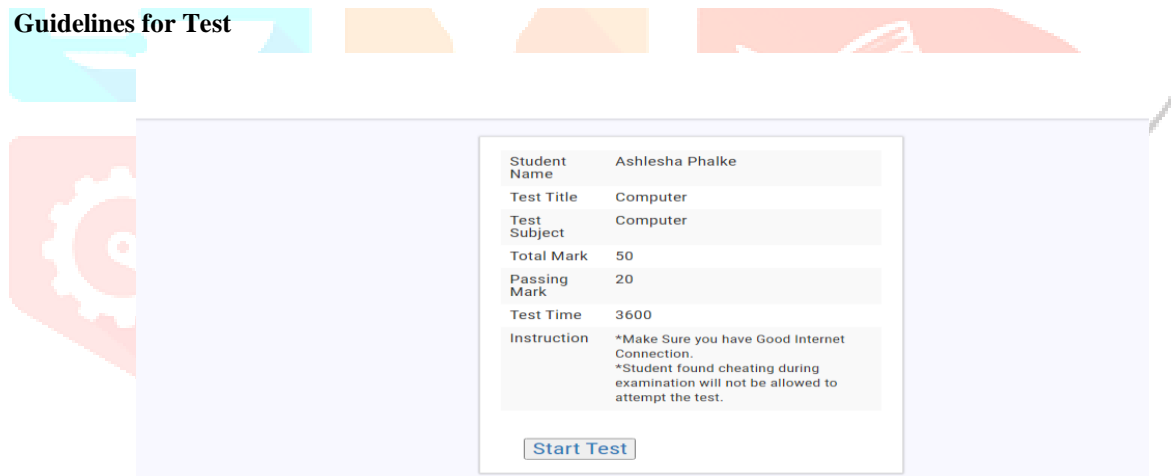 Guidelines for Test
Student Name
Ashlesha Phalke
Test Title
Computer
Test Subject
Computer
Total Mark
50
Passing Mark
20
Test Time
3600
Instruction
*Make Sure you have Good Internet
Connection.
*Student found cheating during
examination will not be allowed to
attempt the test.
Start Test